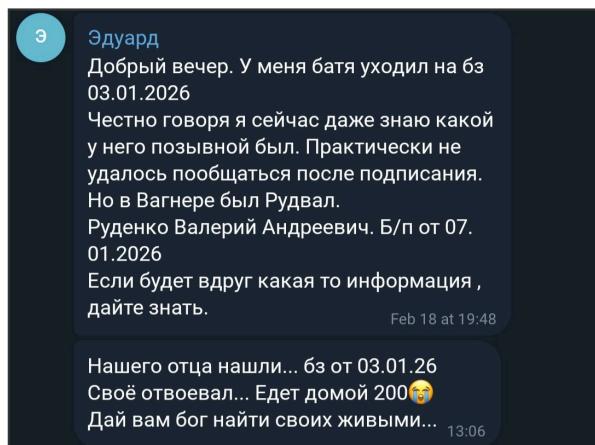 Э
Эдуард
Добрый вечер. У меня батя уходил на бз
03.01.2026
Честно говоря я сейчас даже знаю какой
у него позывной был. Практически не
удалось пообщаться после подписания.
Но в Вагнере был Рудвал.
Руденко Валерий Андреевич. Б/п от 07.
01.2026
Если будет вдруг какая то информация ,
дайте знать.
Feb 18 at 19:48
Нашего отца нашли... бз от 03.01.26
Своё отвоевал... Едет домой 200😭
Дай вам бог найти своих живыми...
13:06